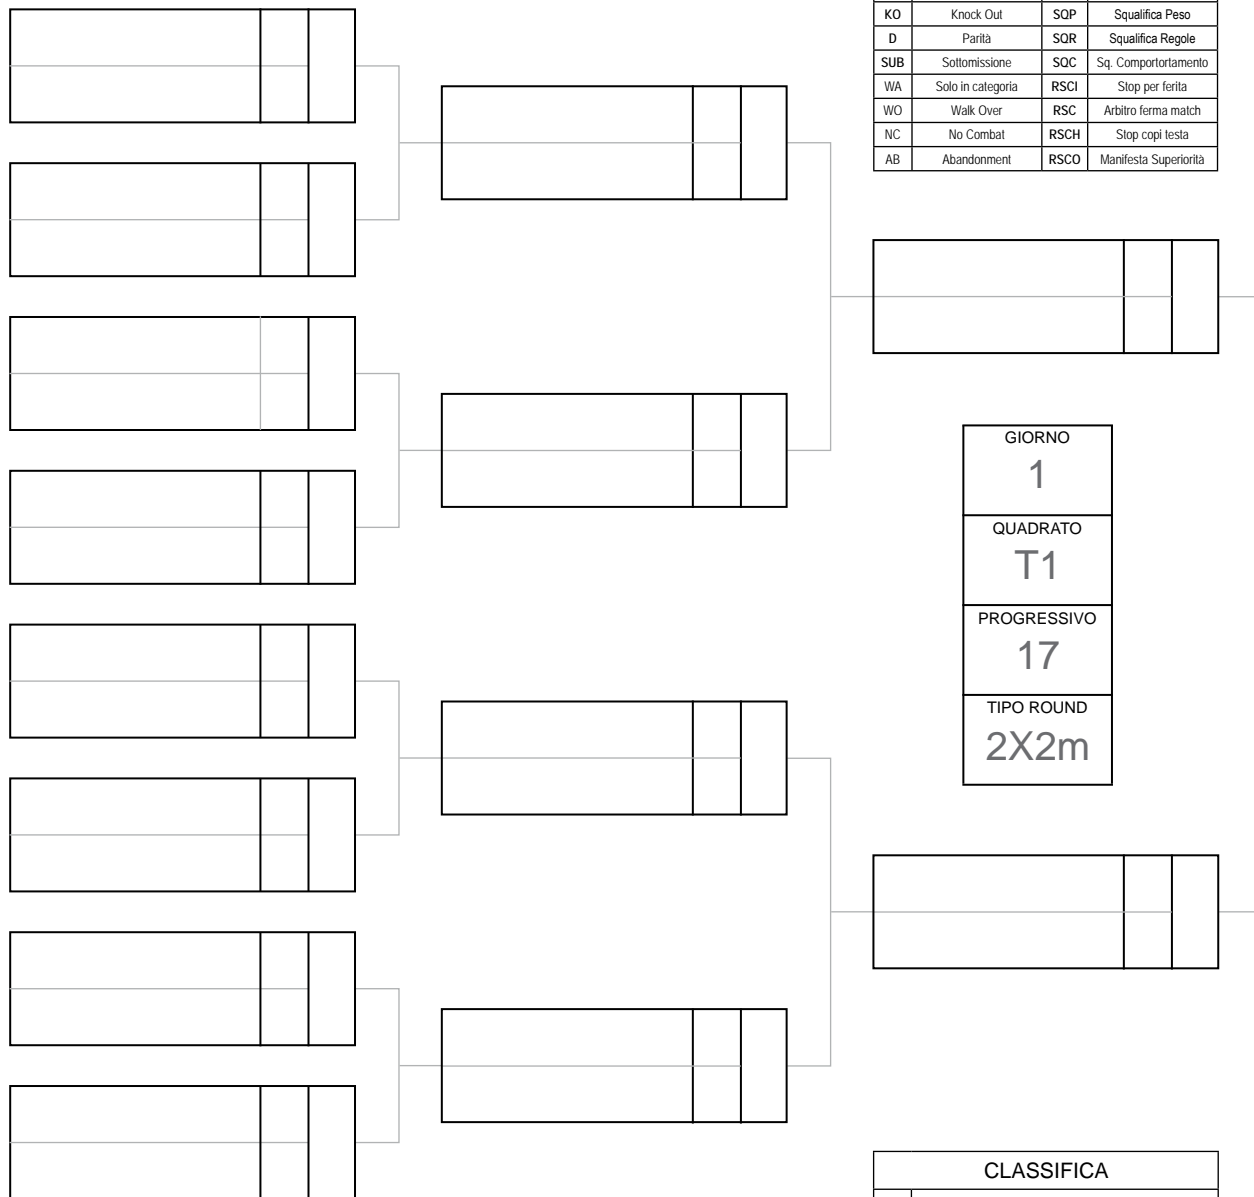 KO Knock Out SQP Squalifica Peso
D Parità SQR Squalifica Regole
SUB Sottomissione SQC Sq. Comportortamento
WA Solo in categoria RSCI Stop per ferita
WO Walk Over RSC Arbitro ferma match
NC No Combat RSCH Stop copi testa
AB Abandonment RSCO Manifesta Superiorità
GIORNO
1
QUADRATO
T1
PROGRESSIVO
17
TIPO ROUND
2X2m
CLASSIFICA